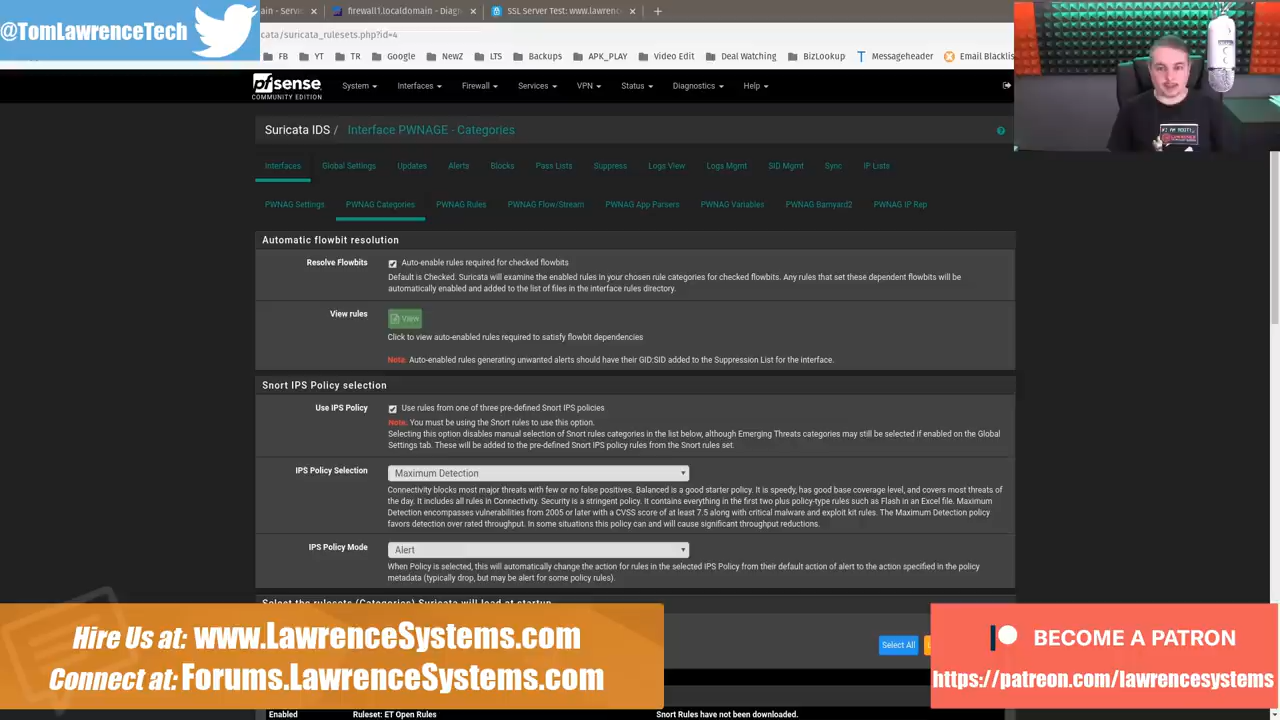 @TomLawrenceTech
firewall1.localdomain - Diagn
SSL Server Test: www.lawrenc
cata/suricata_rulesets.php?id=4
FB YT TR Google NewZ LTS Backups APK_PLAY Video Edit Deal Watching BizLookup Messageheader Email Blacklis
pfsense
COMMUNITY EDITION
System Interfaces Firewall Services VPN Status Diagnostics Help
Suricata IDS / Interface PWNAGE - Categories
Interfaces Global Settings Updates Alerts Blocks Pass Lists Suppress Logs View Logs Mgmt SID Mgmt Sync IP Lists
PWNAG Settings PWNAG Categories PWNAG Rules PWNAG Flow/Stream PWNAG App Parsers PWNAG Variables PWNAG Barnyard2 PWNAG IP Rep
Automatic flowbit resolution
Resolve Flowbits Auto-enable rules required for checked flowbits
Default is Checked. Suricata will examine the enabled rules in your chosen rule categories for checked flowbits. Any rules that set these dependent flowbits will be
automatically enabled and added to the list of files in the interface rules directory.
View rules View
Click to view auto-enabled rules required to satisfy flowbit dependencies
Note: Auto-enabled rules generating unwanted alerts should have their GID:SID added to the Suppression List for the interface.
Snort IPS Policy selection
Use IPS Policy Use rules from one of three pre-defined Snort IPS policies
Note: You must be using the Snort rules to use this option.
Selecting this option disables manual selection of Snort rules categories in the list below, although Emerging Threats categories may still be selected if enabled on the Global
Settings tab. These will be added to the pre-defined Snort IPS policy rules from the Snort rules set.
IPS Policy Selection Maximum Detection
Connectivity blocks most major threats with few or no false positives. Balanced is a good starter policy. It is speedy, has good base coverage level, and covers most threats of
the day. It includes all rules in Connectivity. Security is a stringent policy. It contains everything in the first two plus policy-type rules such as Flash in an Excel file. Maximum
Detection encompasses vulnerabilities from 2005 or later with a CVSS score of at least 7.5 along with critical malware and exploit kit rules. The Maximum Detection policy
favors detection over rated throughput. In some situations this policy can and will cause significant throughput reductions.
IPS Policy Mode Alert
When Policy is selected, this will automatically change the action for rules in the selected IPS Policy from their default action of alert to the action specified in the policy
metadata (typically drop, but may be alert for some policy rules).
Select the rulesets (Categories) Suricata will load at startup
Select All
Hire Us at: www.LawrenceSystems.com
Connect at: Forums.LawrenceSystems.com
BECOME A PATRON
https://patreon.com/lawrencesystems
Enabled Ruleset: ET Open Rules Snort Rules have not been downloaded.